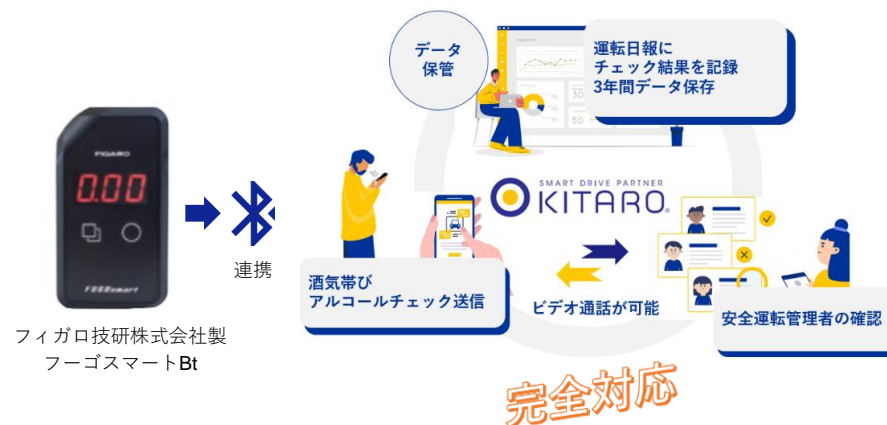 データ
保管
運転日報に
チェック結果を記録
3年間データ保存
FIGARO
0.00
FUGOsmart
連携
フィガロ技研株式会社製
フーゴスマートBt
SMART DRIVE PARTNER
KITARO
酒気帯び
アルコールチェック送信
ビデオ通話が可能
安全運転管理者の確認
完全対応
30
50